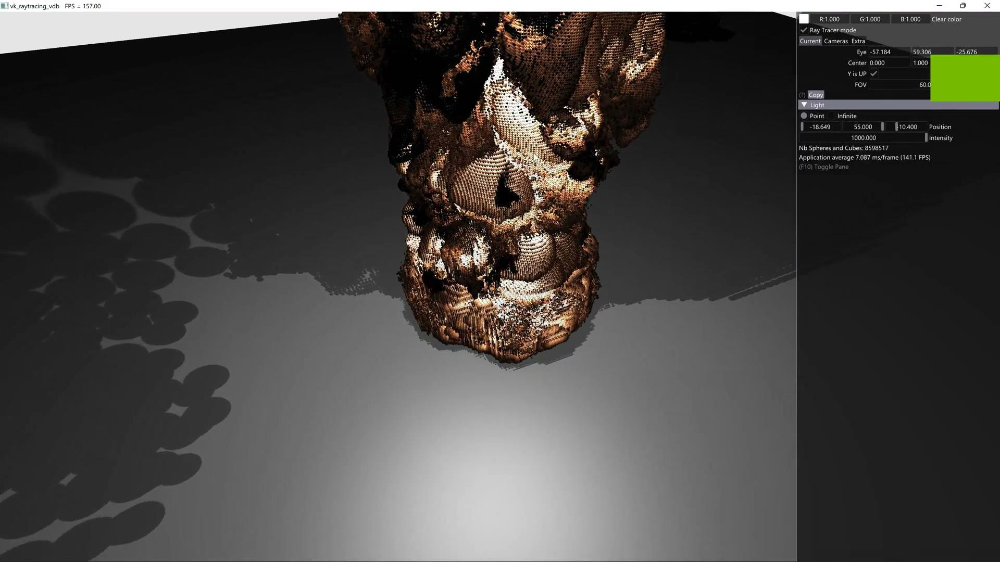 vk_raytracing_vdb FPS = 157.00
R:1.000 G:1.000 B:1.000 Clear color
Ray Tracer mode
Current Cameras Extra
Eye -57.184 59.306 -25.676
Center 0.000 1.000
Y is UP
FOV 60.0
(?) Copy
Light
Point Infinite
-18.649 55.000 -10.400 Position
1000.000 Intensity
Nb Spheres and Cubes: 8598517
Application average 7.087 ms/frame (141.1 FPS)
(F10) Toggle Pane